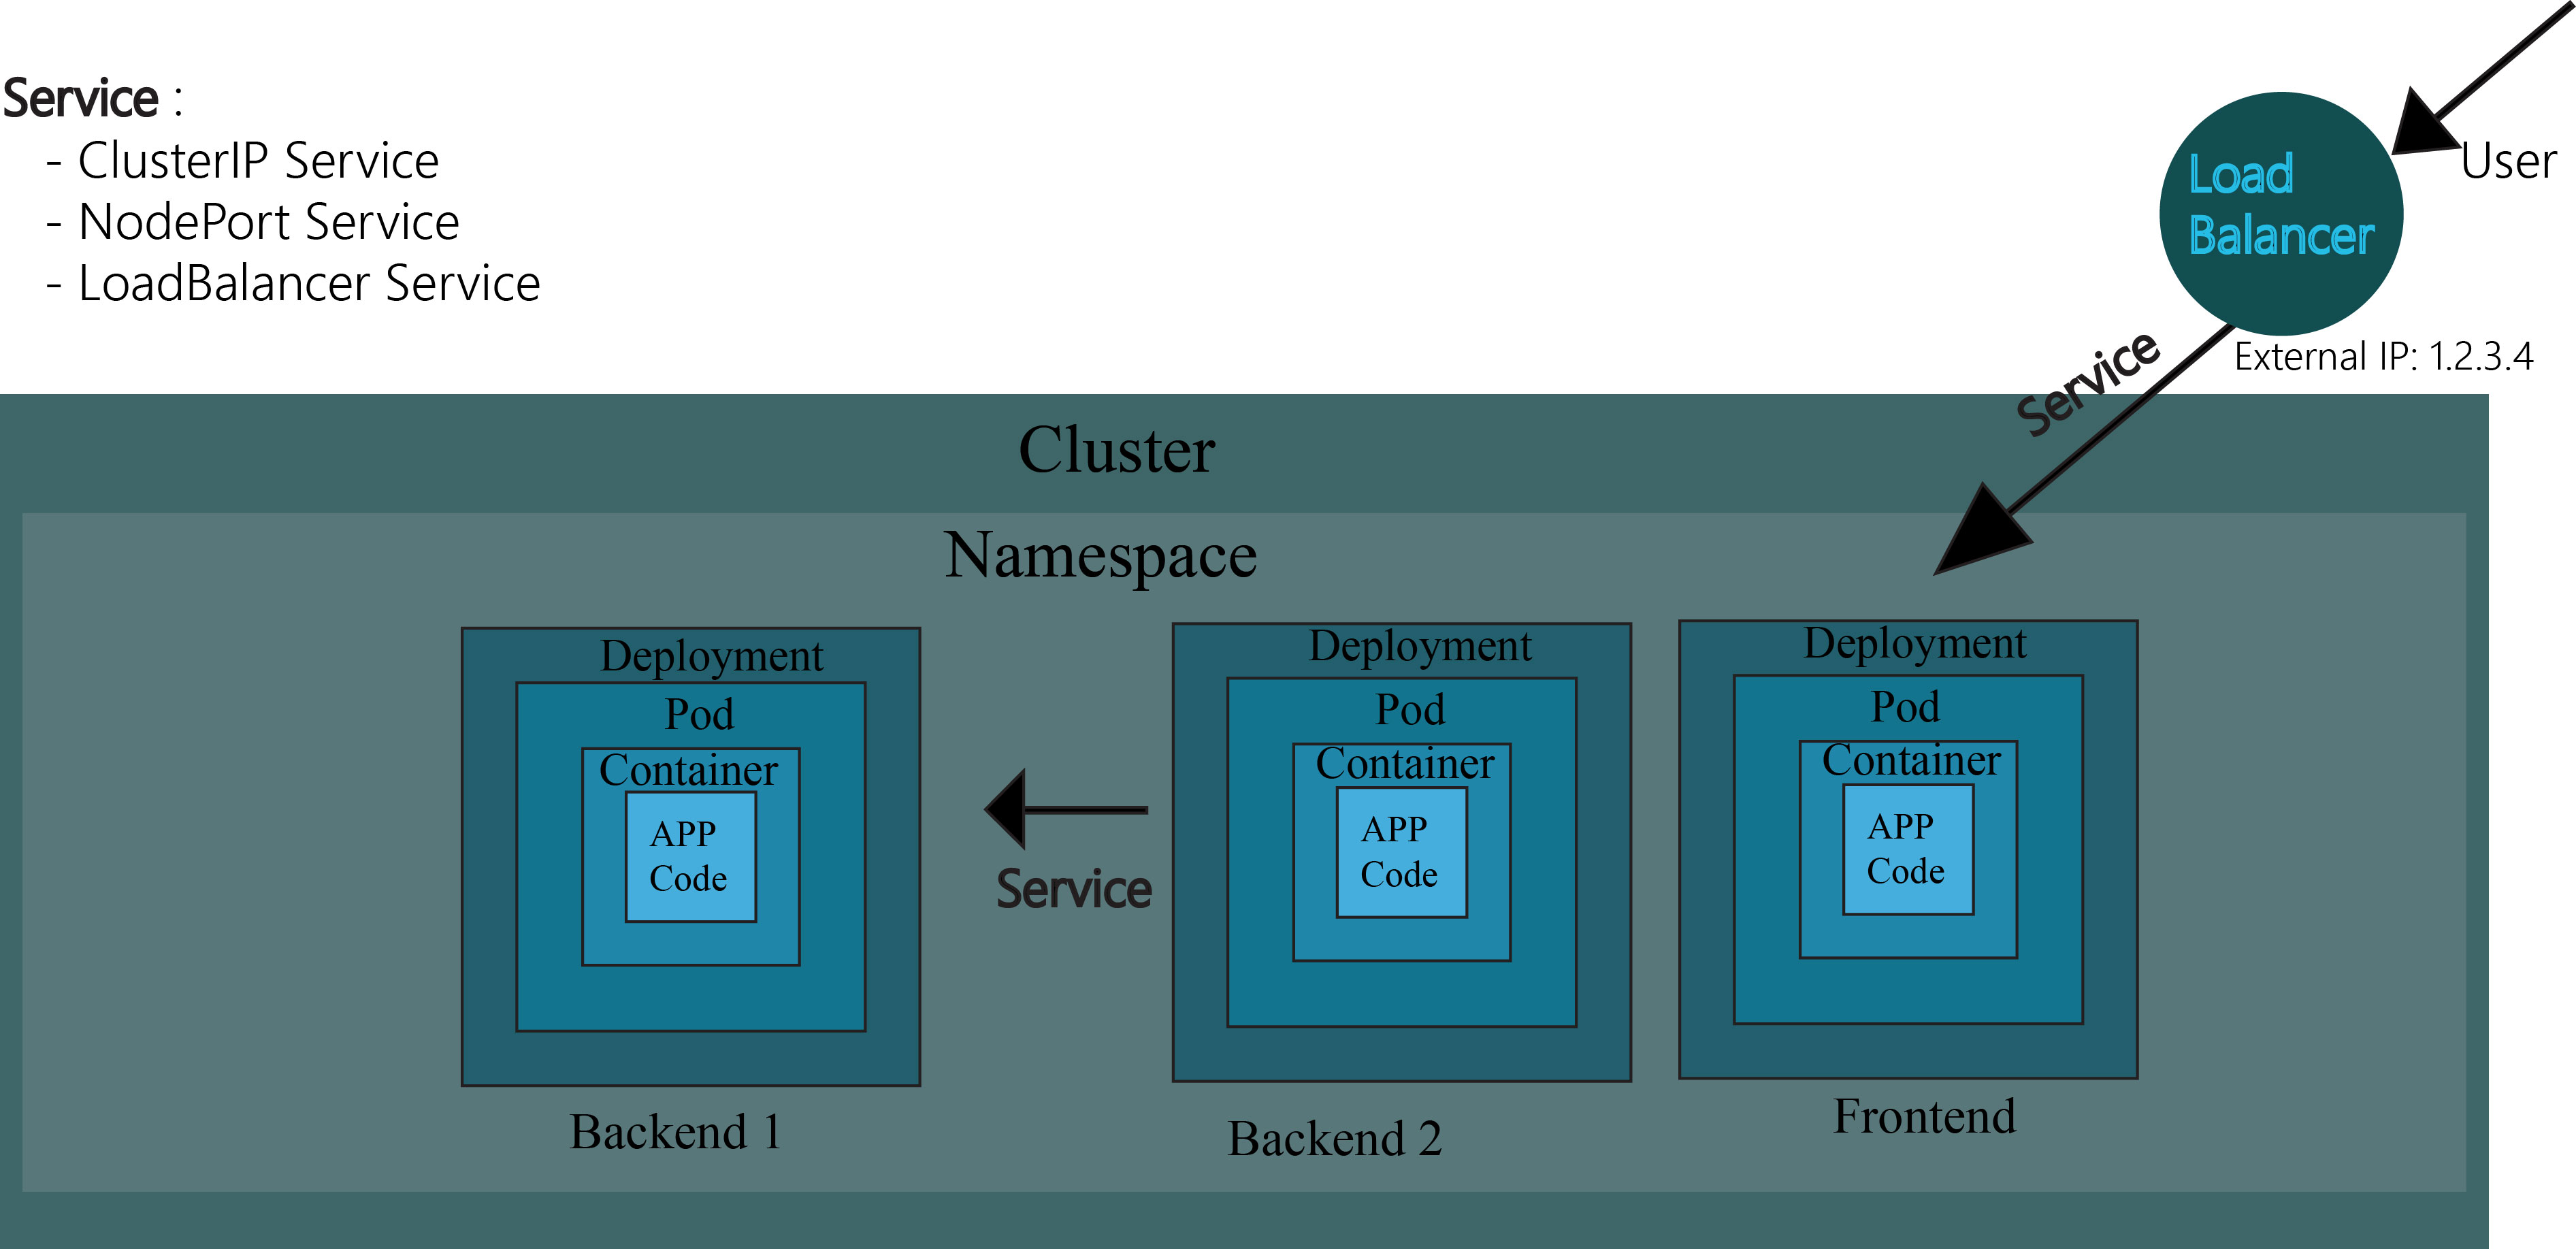 Service :
- ClusterIP Service
- NodePort Service
- LoadBalancer Service
Load
Balancer
User
External IP: 1.2.3.4
Service
Cluster
Namespace
Deployment
Pod
Container
APP
Code
Backend 1
Service
Deployment
Pod
Container
APP
Code
Backend 2
Deployment
Pod
Container
APP
Code
Frontend